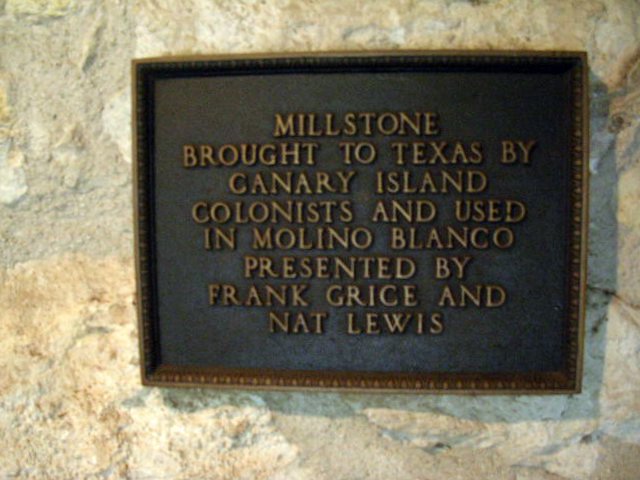 MILLSTONE
BROUGHT TO TEXAS BY
CANARY ISLAND
COLONISTS AND USED
IN MOLINO BLANCO
PRESENTED BY
FRANK GRICE AND
NAT LEWIS